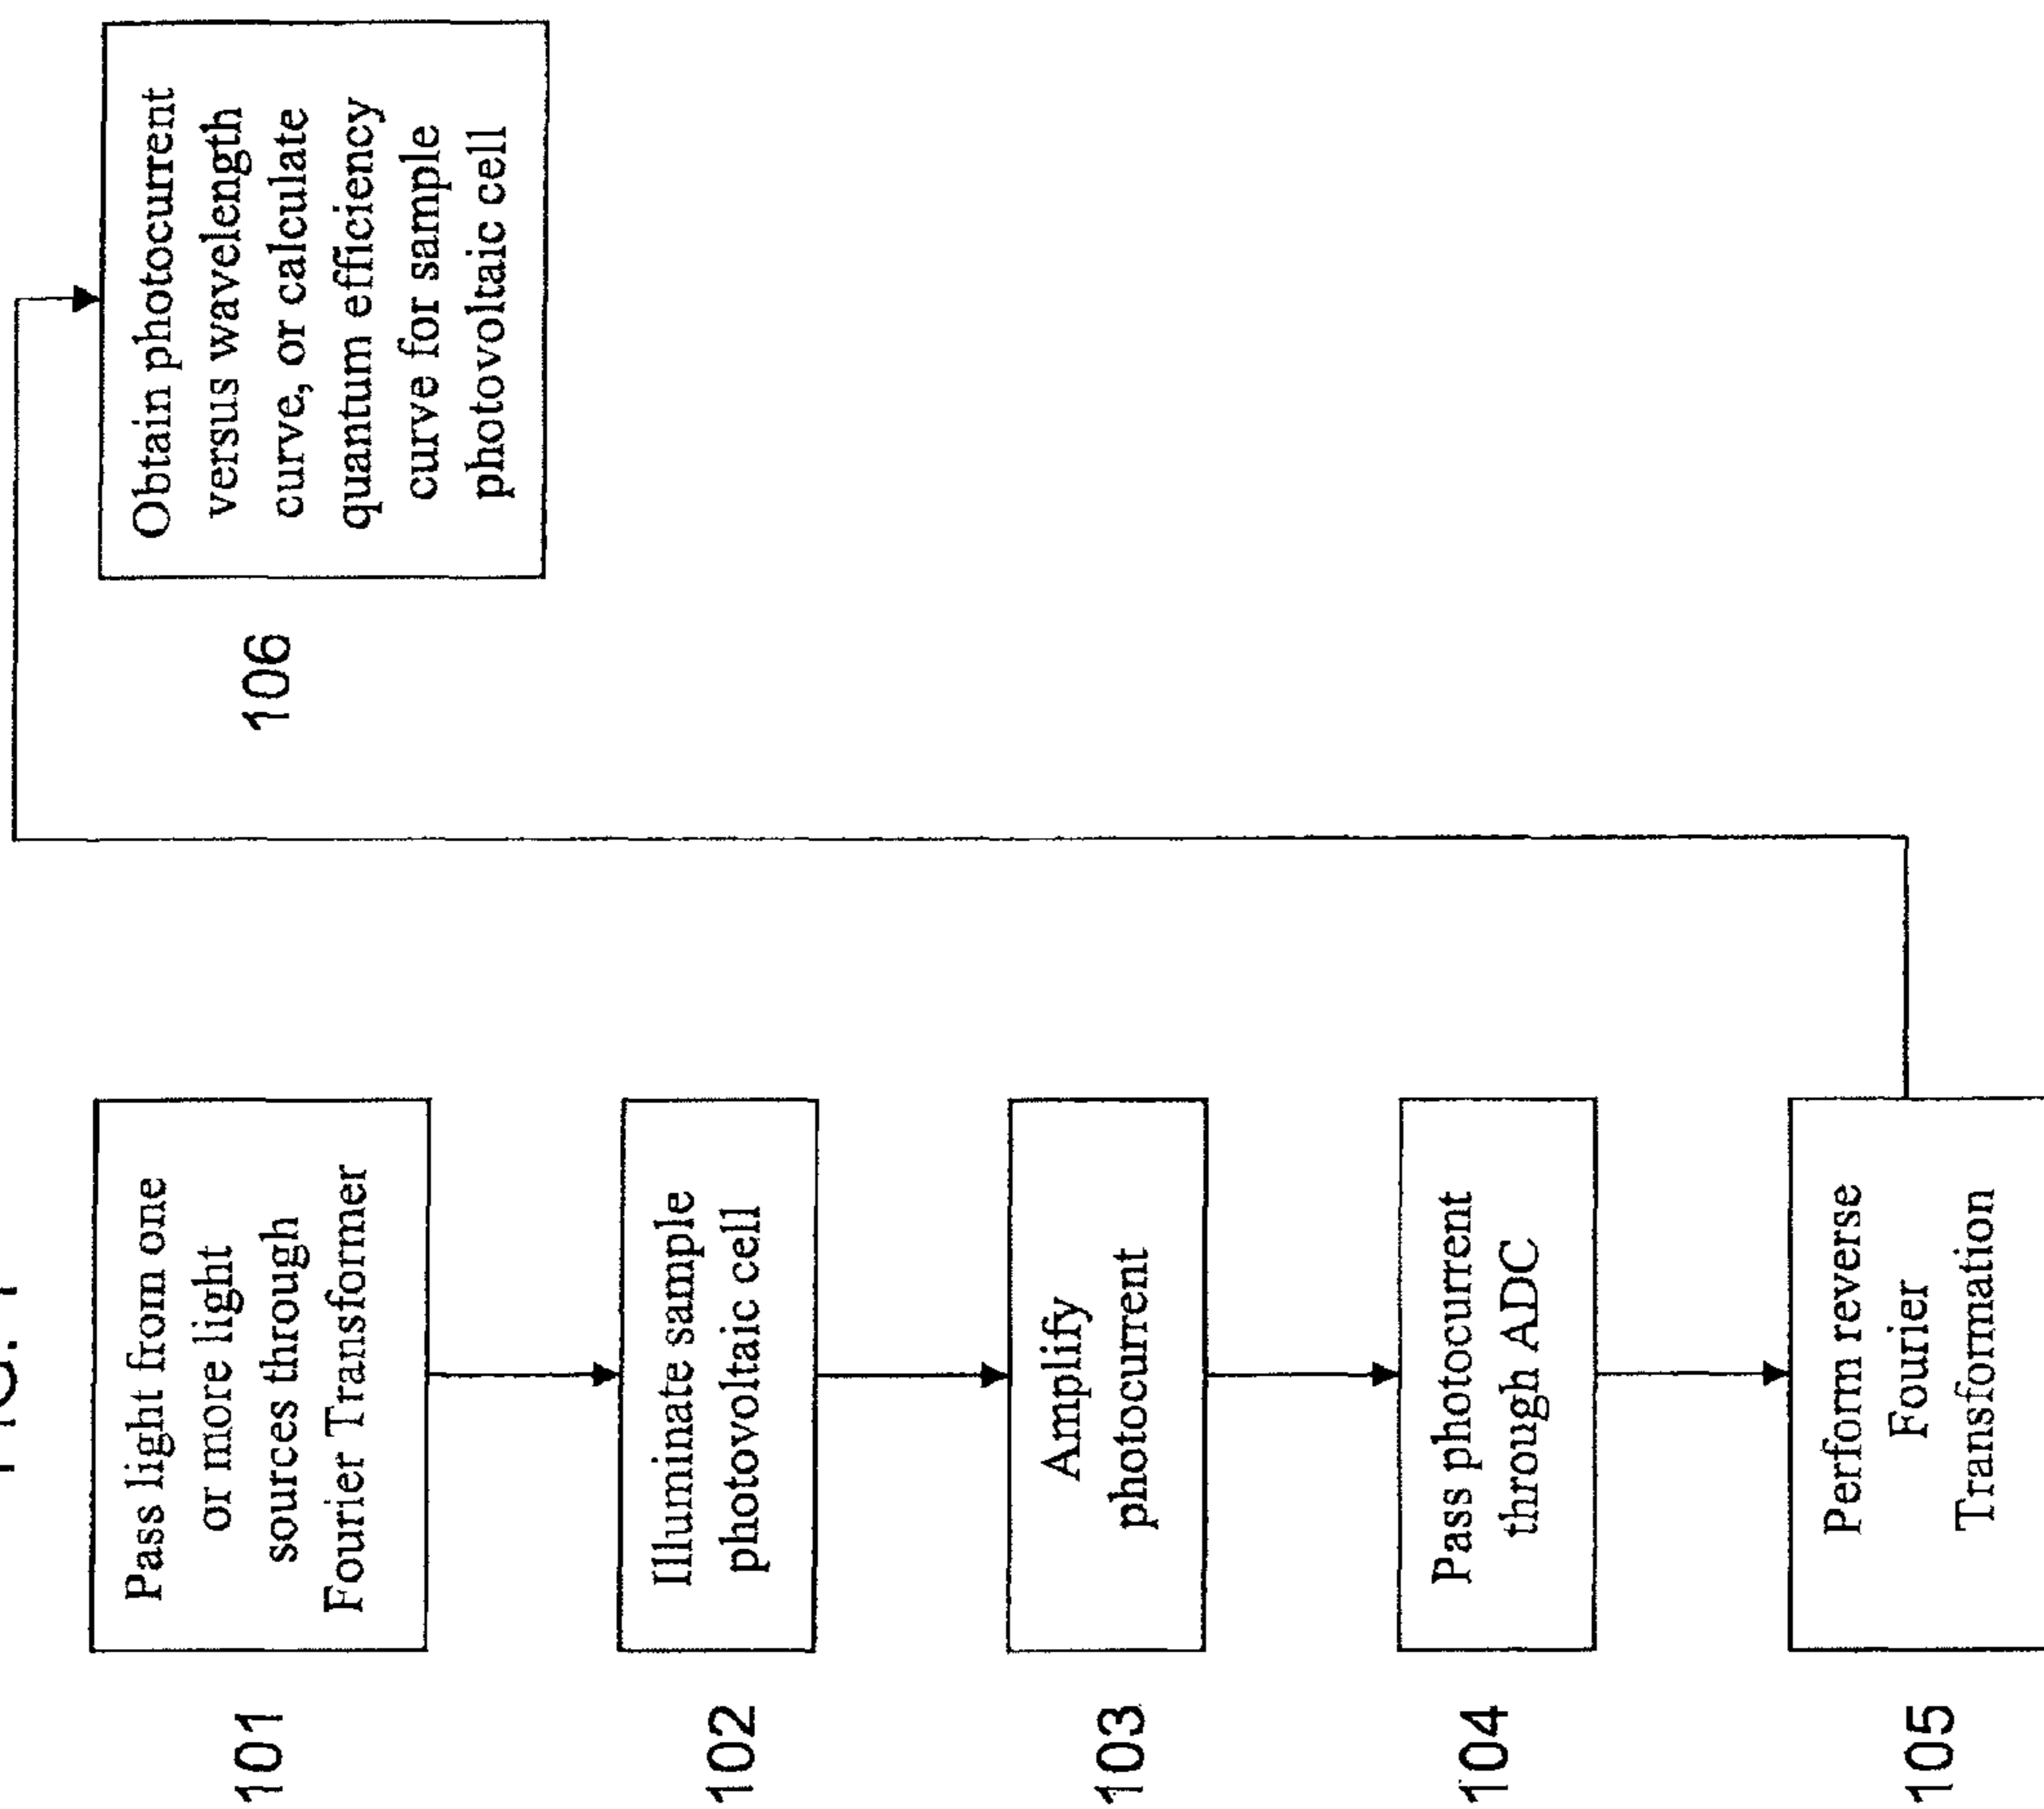 101
Pass light from one
or more light
sources through
Fourier Transformer
102
Illuminate sample
photovoltaic cell
103
Amplify
photocurrent
104
Pass photocurrent
through ADC
105
Perform reverse
Fourier
Transformation
106
Obtain photocurrent
versus wavelength
curve, or calculate
quantum efficiency
curve for sample
photovoltaic cell